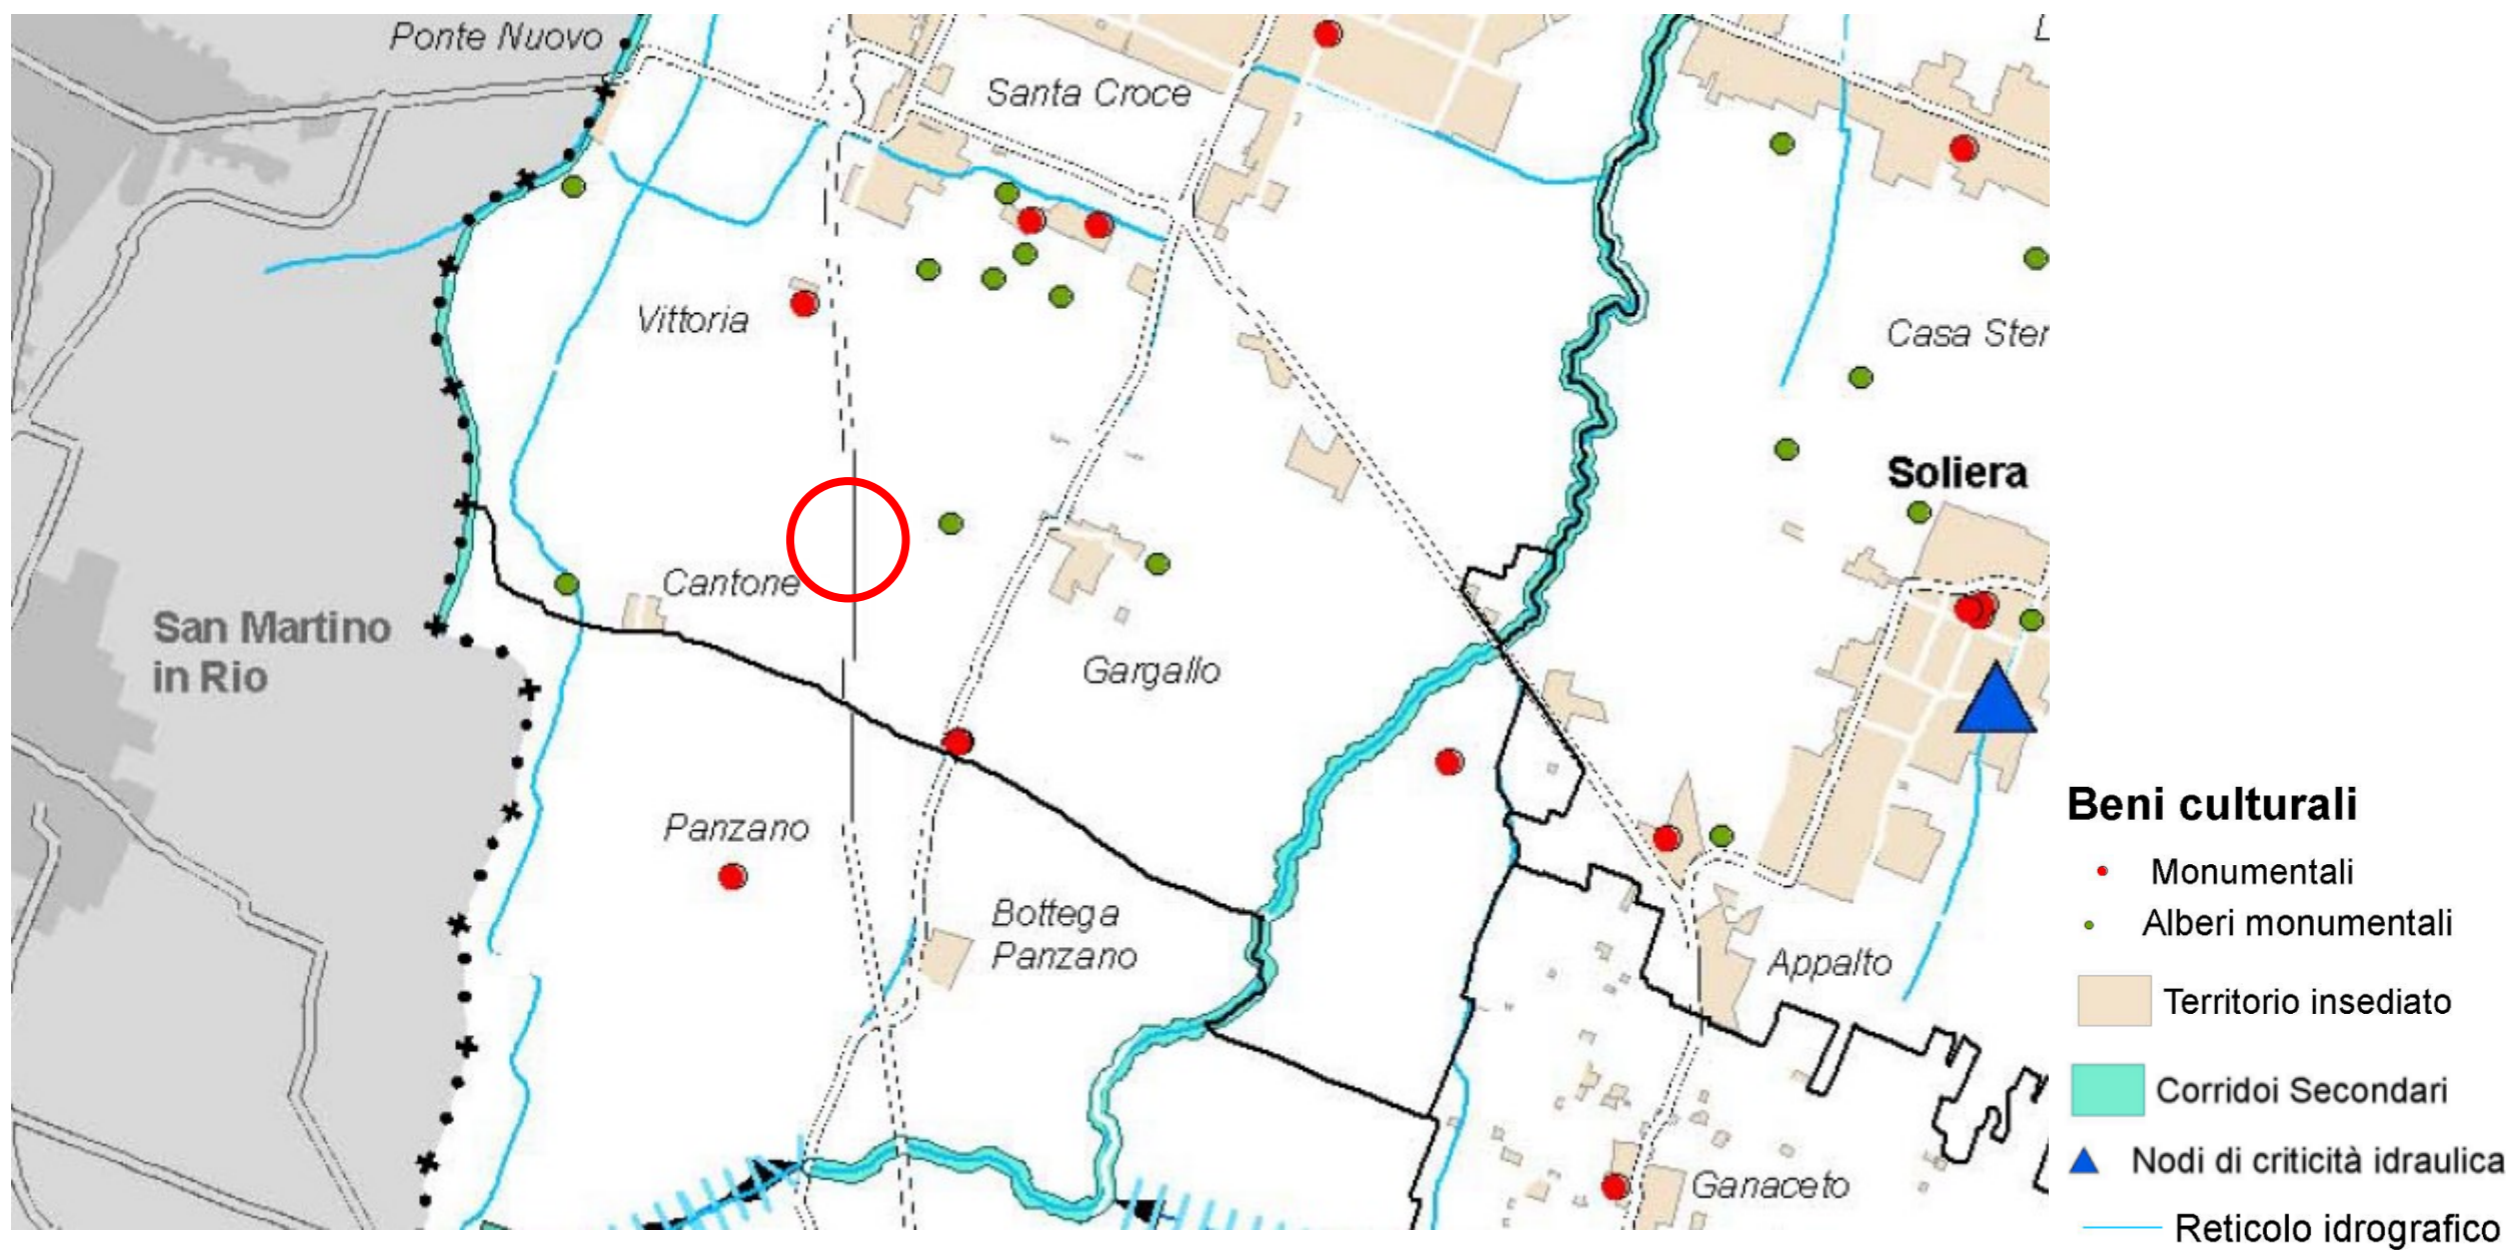 Ponte Nuovo
Santa Croce
Vittoria
Casa Ster
Soliera
Cantone
San Martino
in Rio
Gargallo
Panzano
Bottega
Panzano
Appalto
Ganaceto
Beni culturali
Monumentali
Alberi monumentali
Territorio insediato
Corridoi Secondari
Nodi di criticità idraulica
Reticolo idrografico